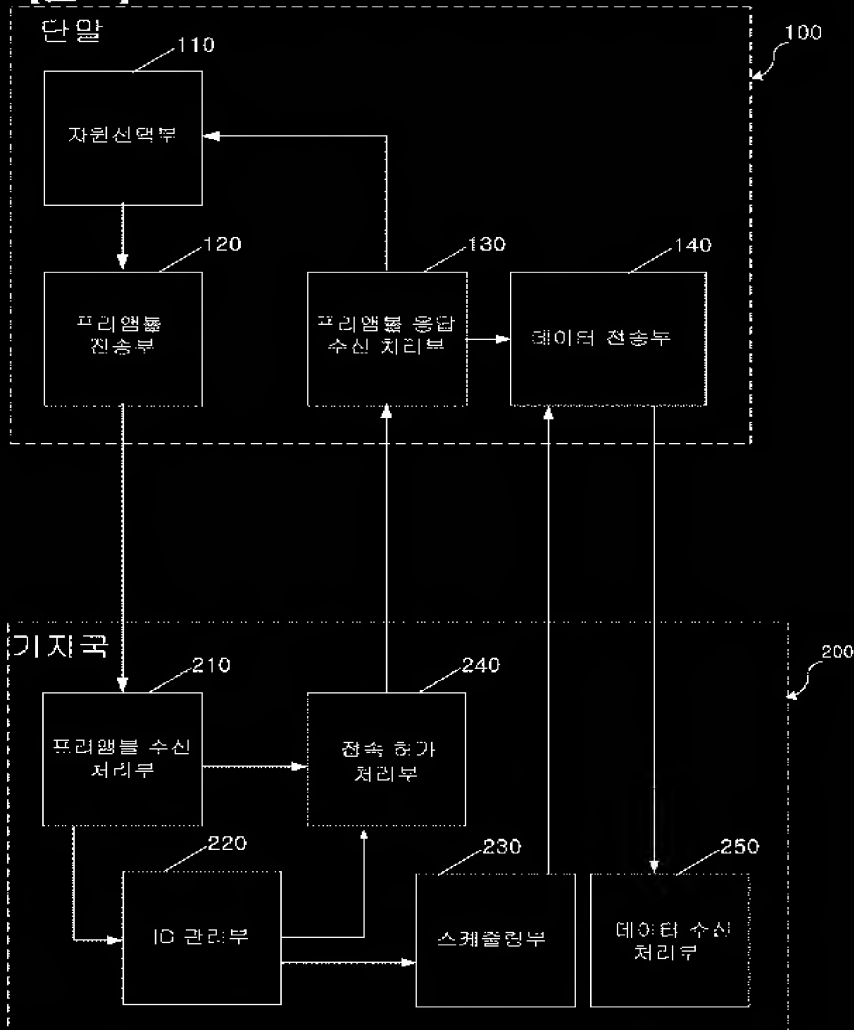 단말
100
110
자원선택부
120
프리앰블
전송부
130
프리앰블 응답
수신 처리부
140
데이터 전송부
기지국
200
210
프리앰블 수신
처리부
240
접속 허가
처리부
220
ID 관리부
230
스케줄링부
250
데이터 수신
처리부